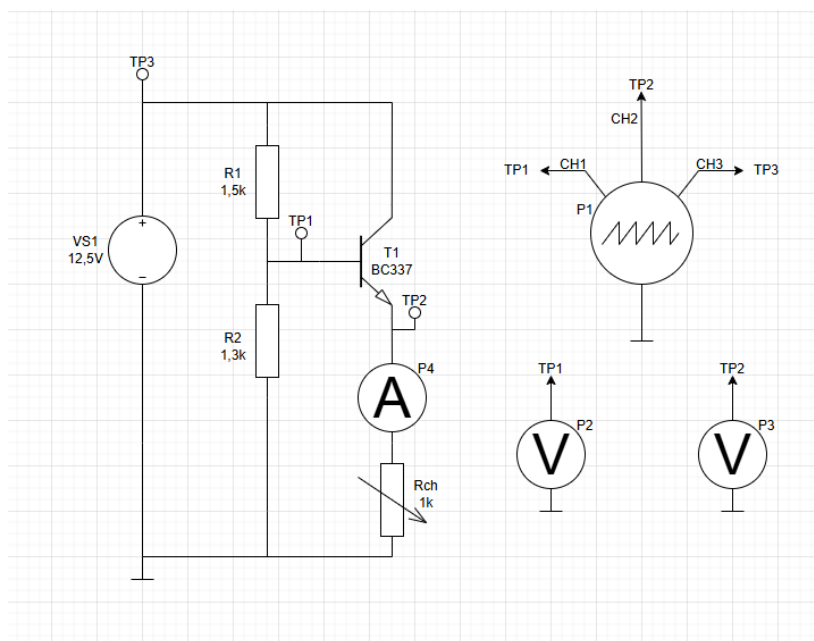 TP3
R1
1,5k
TP1
VS1
12,5V
+
−
T1
BC337
TP2
R2
1,3k
P4
A
Rch
1k
TP2
CH2
TP1
CH1
CH3
TP3
P1
TP1
P2
V
TP2
P3
V